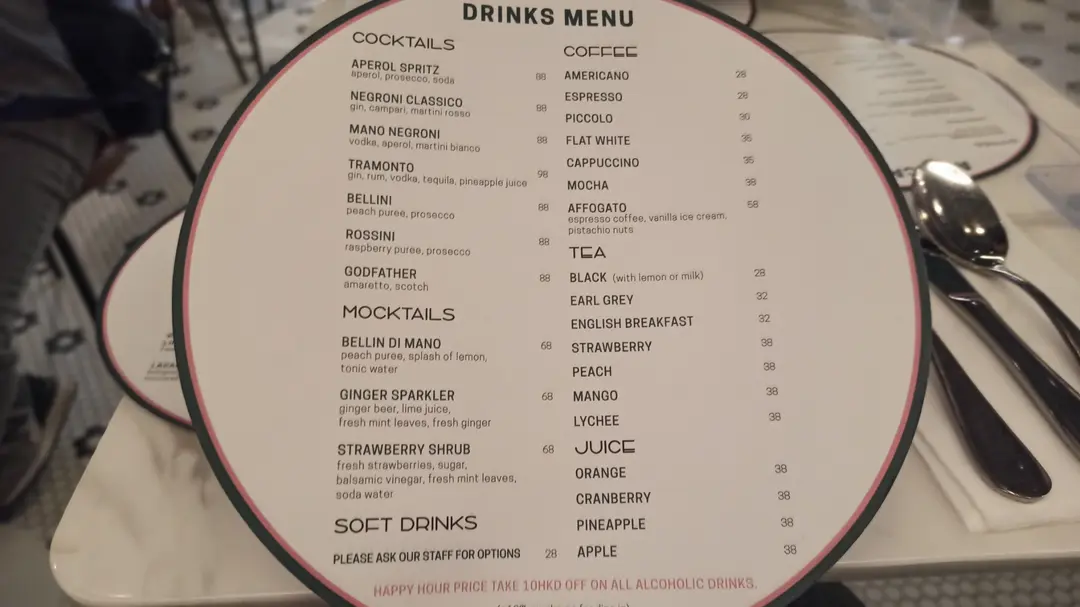 DRINKS MENU
COCKTAILS
APEROL SPRITZ 88
aperol, prosecco, soda
NEGRONI CLASSICO 88
gin, campari, martini rosso
MANO NEGRONI 88
vodka, aperol, martini bianco
TRAMONTO 98
gin, rum, vodka, tequila, pineapple juice
BELLINI 88
peach puree, prosecco
ROSSINI 88
raspberry puree, prosecco
GODFATHER 88
amaretto, scotch
MOCKTAILS
BELLIN DI MANO 68
peach puree, splash of lemon,
tonic water
GINGER SPARKLER 68
ginger beer, lime juice,
fresh mint leaves, fresh ginger
STRAWBERRY SHRUB 68
fresh strawberries, sugar,
balsamic vinegar, fresh mint leaves,
soda water
SOFT DRINKS
PLEASE ASK OUR STAFF FOR OPTIONS 28
COFFEE
AMERICANO 28
ESPRESSO 28
PICCOLO 30
FLAT WHITE 35
CAPPUCCINO 35
MOCHA 38
AFFOGATO 58
espresso coffee, vanilla ice cream,
pistachio nuts
TEA
BLACK (with lemon or milk) 28
EARL GREY 32
ENGLISH BREAKFAST 32
STRAWBERRY 38
PEACH 38
MANGO 38
LYCHEE 38
JUICE
ORANGE 38
CRANBERRY 38
PINEAPPLE 38
APPLE 38
HAPPY HOUR PRICE TAKE 10HKD OFF ON ALL ALCOHOLIC DRINKS.